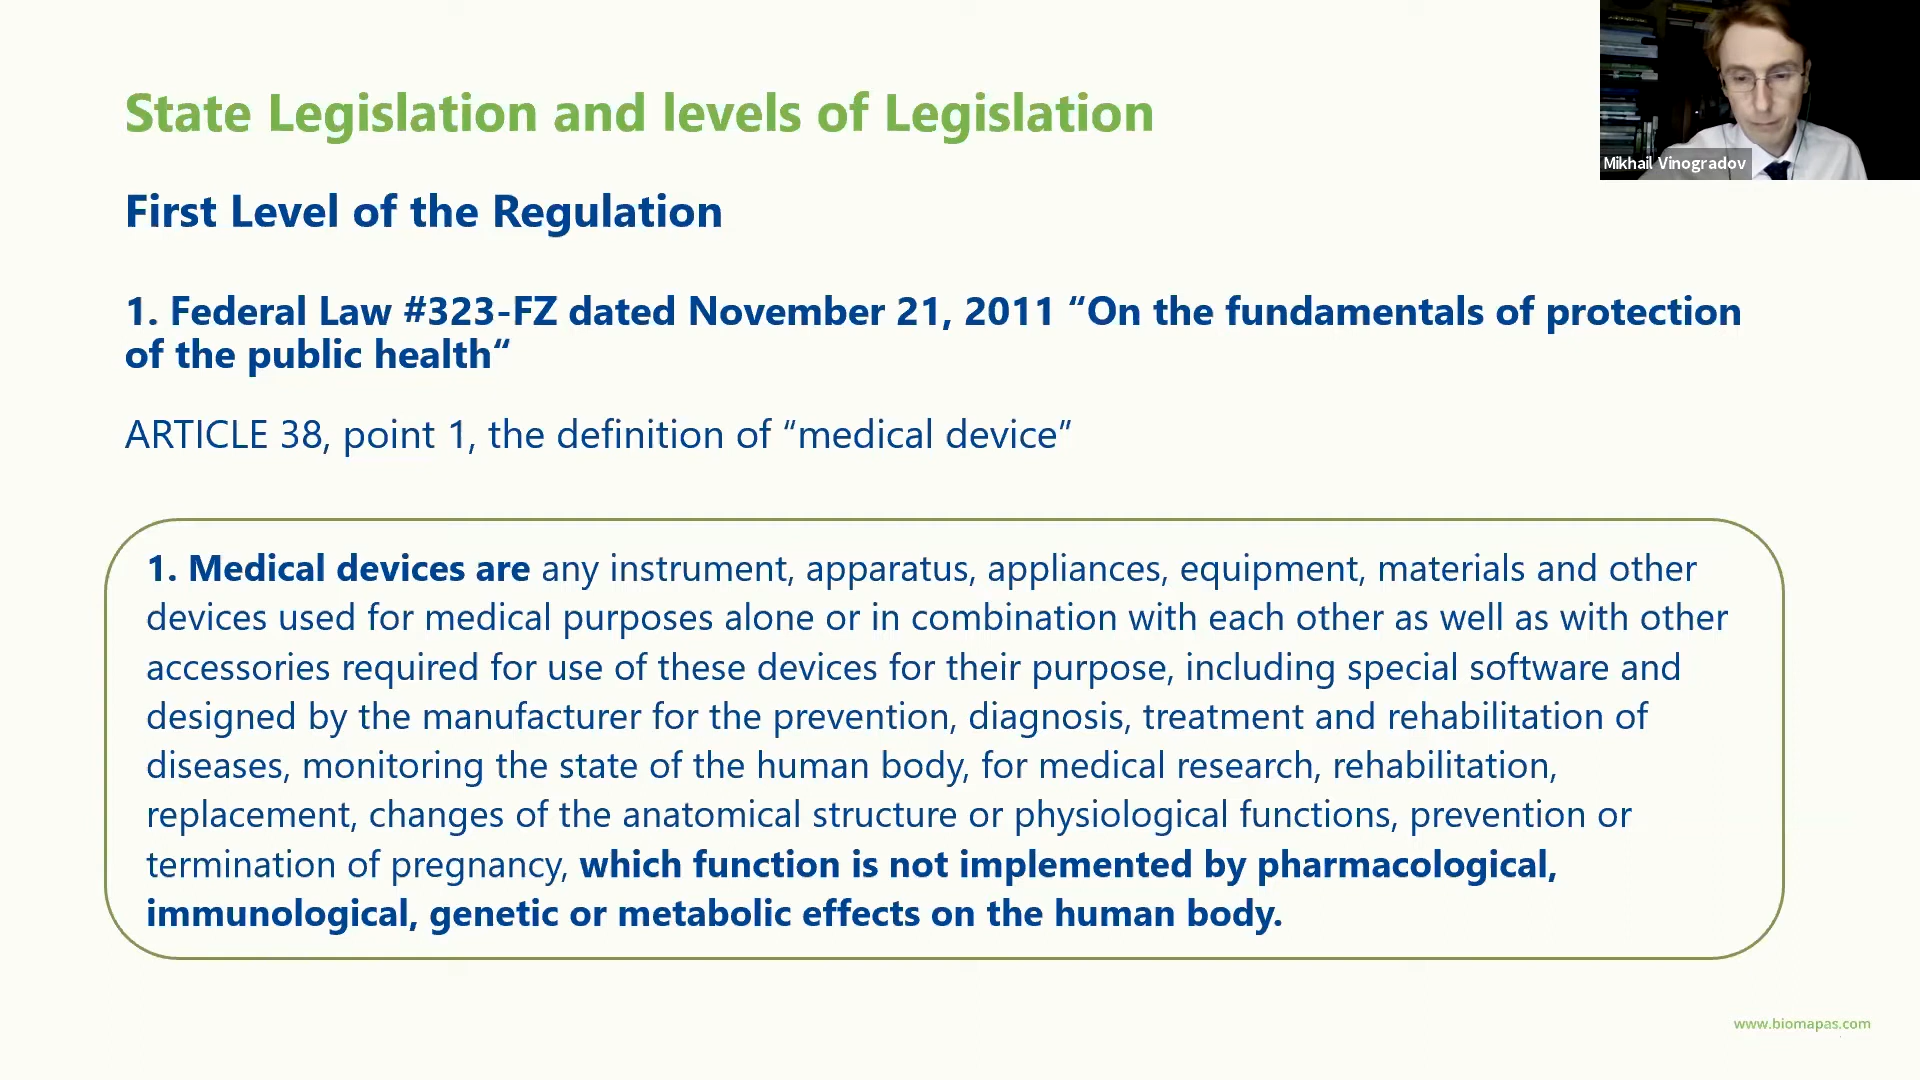 State Legislation and levels of Legislation
Mikhail Vinogradov
First Level of the Regulation
1. Federal Law #323-FZ dated November 21, 2011 “On the fundamentals of protection
of the public health“
ARTICLE 38, point 1, the definition of “medical device”
1. Medical devices are any instrument, apparatus, appliances, equipment, materials and other
devices used for medical purposes alone or in combination with each other as well as with other
accessories required for use of these devices for their purpose, including special software and
designed by the manufacturer for the prevention, diagnosis, treatment and rehabilitation of
diseases, monitoring the state of the human body, for medical research, rehabilitation,
replacement, changes of the anatomical structure or physiological functions, prevention or
termination of pregnancy, which function is not implemented by pharmacological,
immunological, genetic or metabolic effects on the human body.
www.biomapas.com